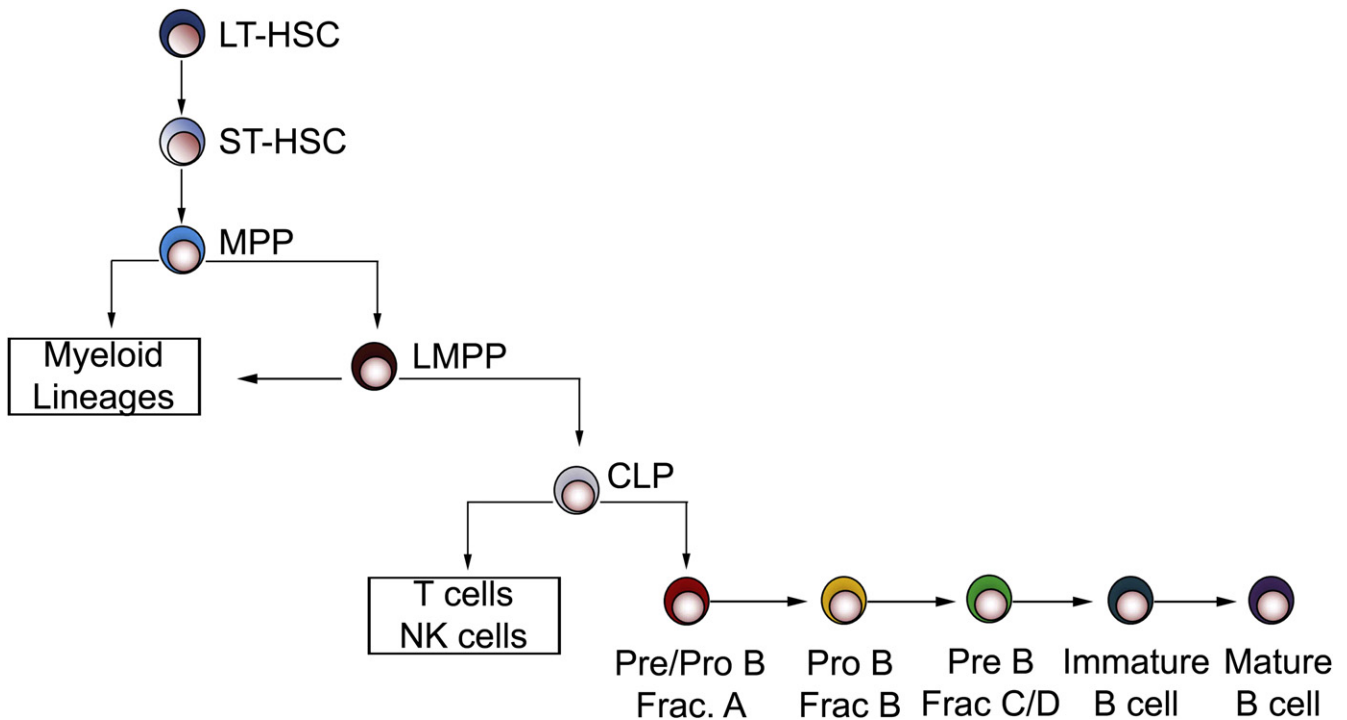 LT-HSC
ST-HSC
MPP
Myeloid
Lineages
LMPP
CLP
T cells
NK cells
Pre/Pro B
Frac. A
Pro B
Frac B
Pre B
Frac C/D
Immature
B cell
Mature
B cell